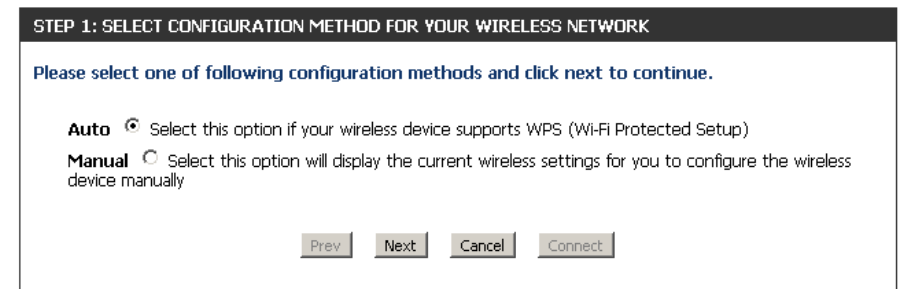 STEP 1: SELECT CONFIGURATION METHOD FOR YOUR WIRELESS NETWORK
Please select one of following configuration methods and click next to continue.
Auto Select this option if your wireless device supports WPS (Wi-Fi Protected Setup)
Manual Select this option will display the current wireless settings for you to configure the wireless
device manually
Prev Next Cancel Connect